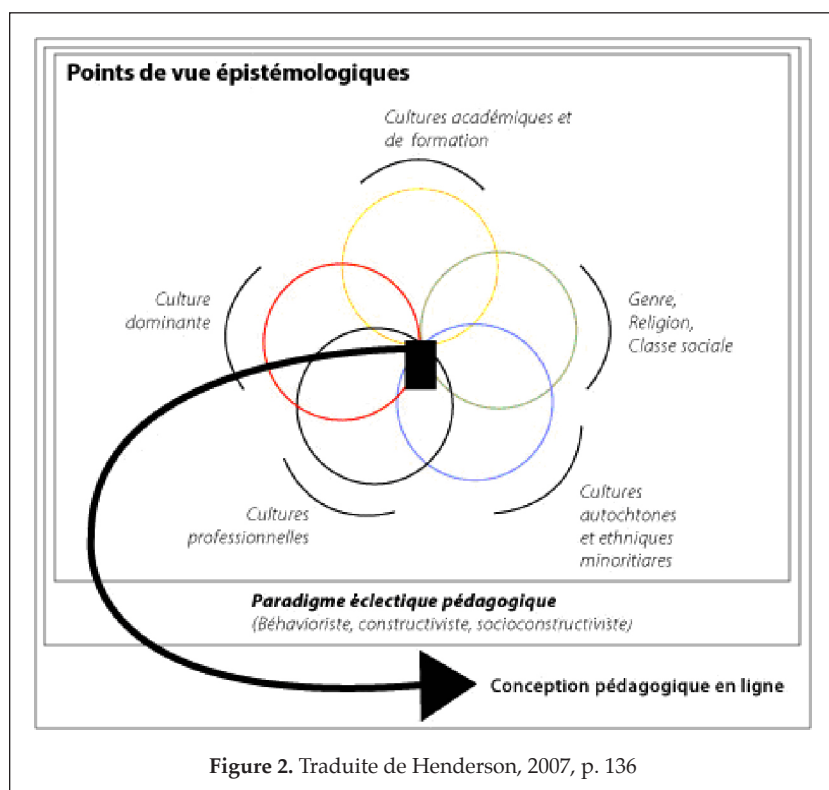 Points de vue épistémologiques
Cultures académiques et
de formation
Culture
dominante
Genre,
Religion,
Classe sociale
Cultures
professionnelles
Cultures
autochtones
et ethniques
minoritiares
Paradigme éclectique pédagogique
(Béhavioriste, constructiviste, socioconstructiviste)
Conception pédagogique en ligne
Figure 2. Traduite de Henderson, 2007, p. 136